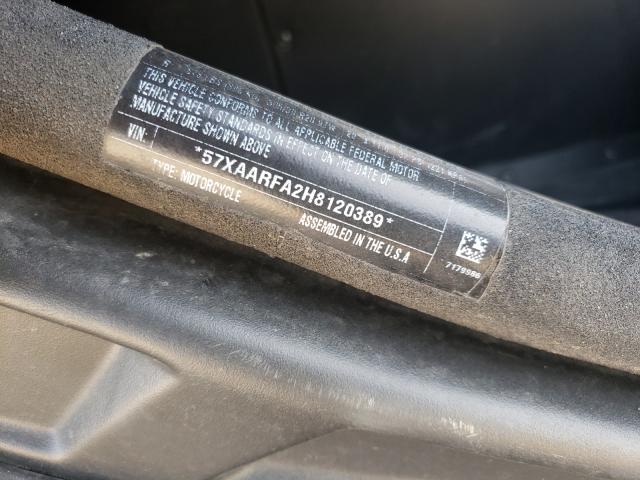 THIS VEHICLE CONFORMS TO ALL APPLICABLE FEDERAL MOTOR
VEHICLE SAFETY STANDARDS IN EFFECT ON THE DATE OF
MANUFACTURE SHOWN ABOVE
VIN:
*57XAARFA2H8120389*
TYPE: MOTORCYCLE
ASSEMBLED IN THE U.S.A
7179986